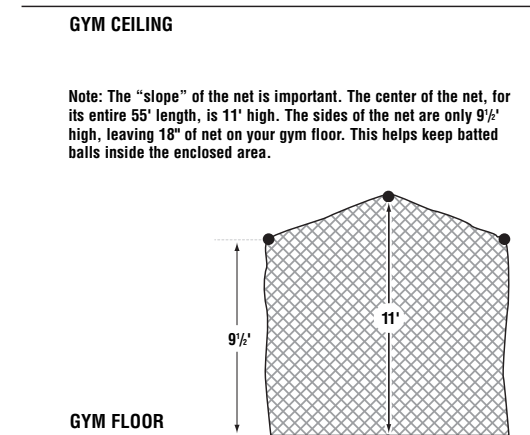 GYM CEILING
Note: The “slope” of the net is important. The center of the net, for
its entire 55' length, is 11' high. The sides of the net are only 9½'
high, leaving 18" of net on your gym floor. This helps keep batted
balls inside the enclosed area.
11'
9½'
GYM FLOOR